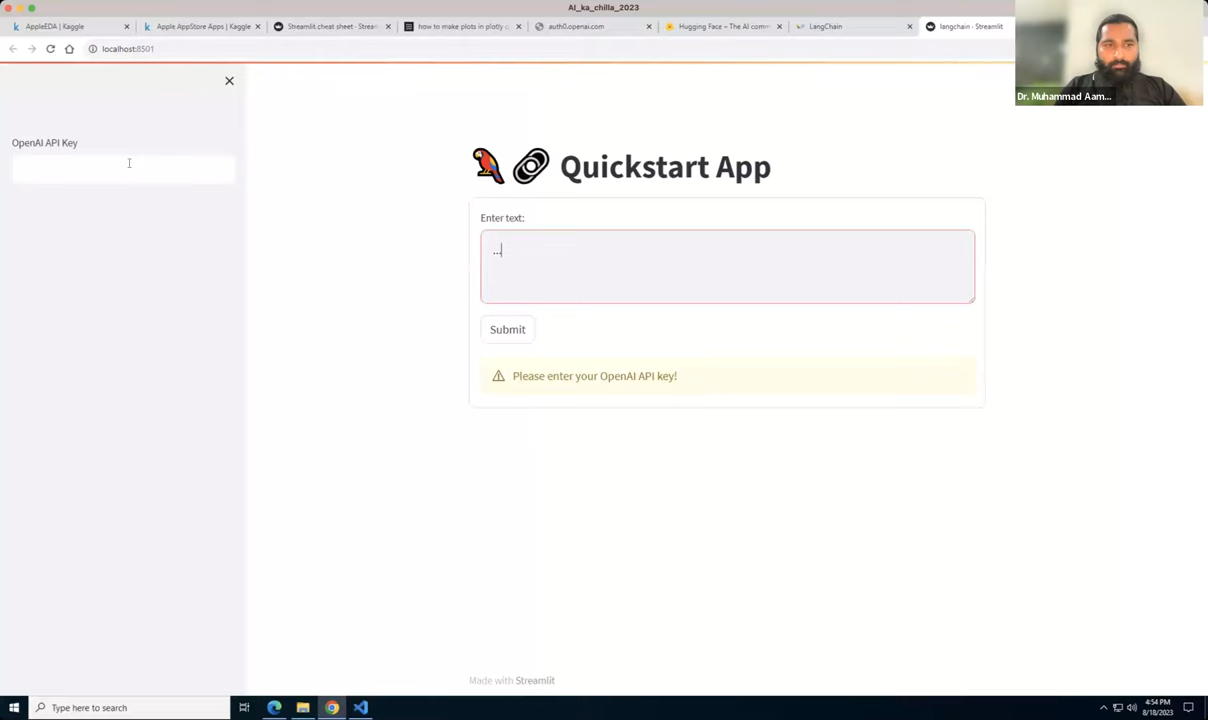 AI_ka_chilla_2023
AppleEDA | Kaggle
Apple AppStore Apps | Kaggle
Streamlit cheat sheet · Strea
how to make plots in plotly
auth0.openai.com
Hugging Face – The AI comm
LangChain
langchain · Streamlit
localhost:8501
Dr. Muhammad Aam...
OpenAI API Key
Quickstart App
Enter text:
...
Submit
Please enter your OpenAI API key!
Made with Streamlit
Type here to search
4:54 PM
8/18/2023